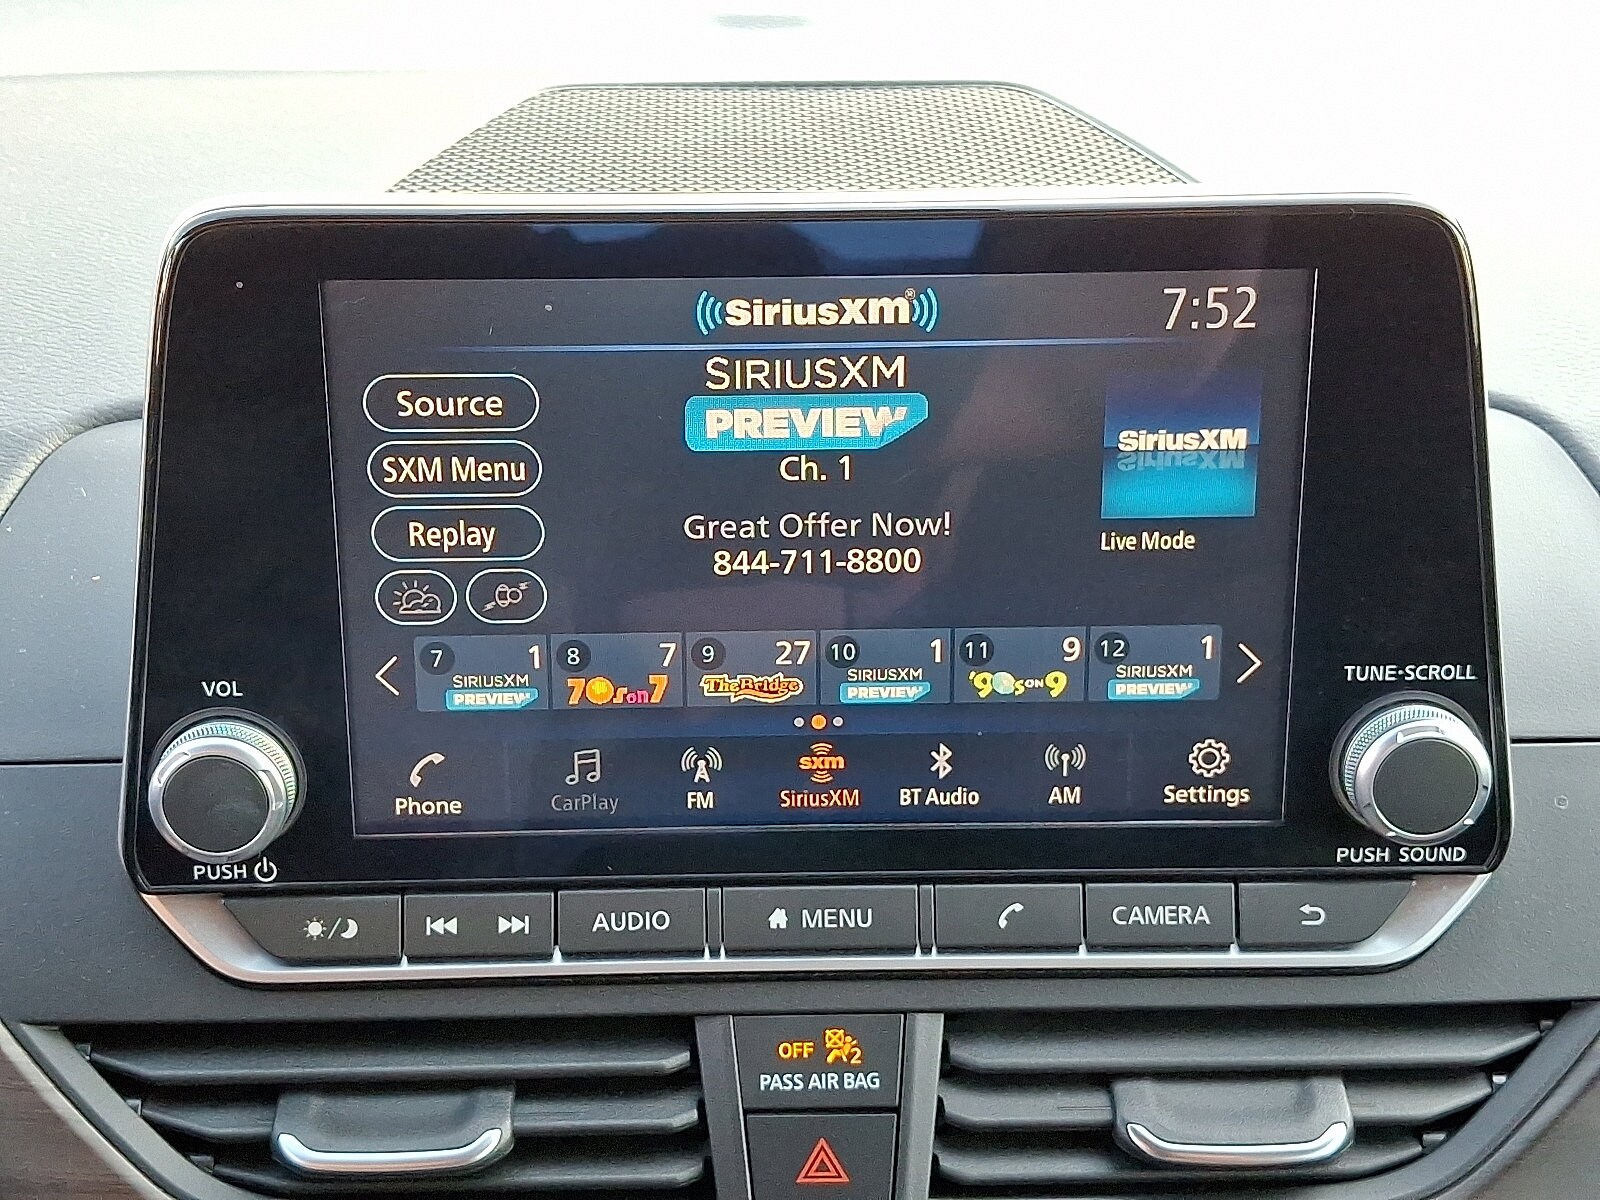 SiriusXM®
7:52
SIRIUSXM
PREVIEW
Ch. 1
Source
SXM Menu
Replay
SiriusXM
Live Mode
Great Offer Now!
844-711-8800
7 1
SIRIUSXM
PREVIEW
8 7
70s on 7
9 27
The Bridge
10 1
SIRIUSXM
PREVIEW
11 9
'90s ON 9
12 1
SIRIUSXM
PREVIEW
Phone
CarPlay
FM
sxm
SiriusXM
BT Audio
AM
Settings
VOL
PUSH
TUNE·SCROLL
PUSH SOUND
AUDIO
MENU
CAMERA
OFF 2
PASS AIR BAG